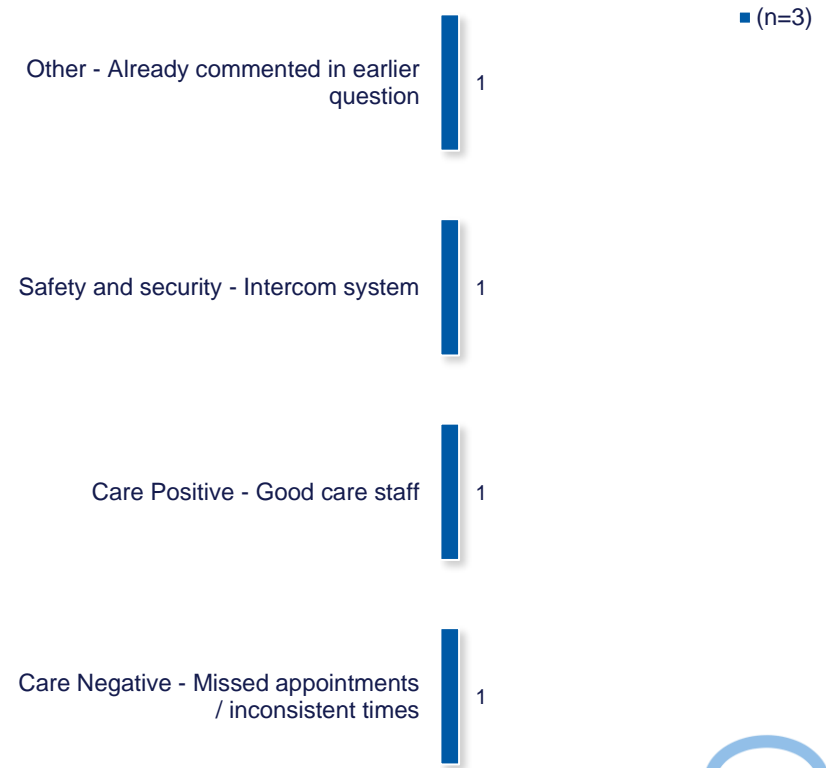 (n=3)
Other - Already commented in earlier
question
1
Safety and security - Intercom system
1
Care Positive - Good care staff
1
Care Negative - Missed appointments
/ inconsistent times
1